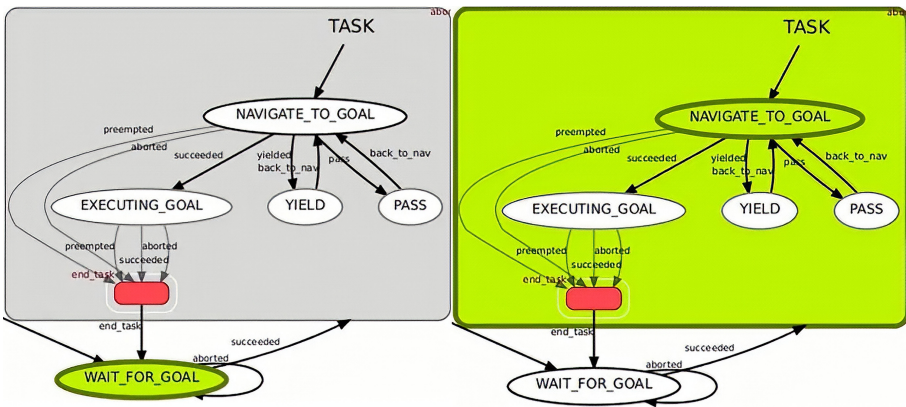 abor
TASK
NAVIGATE_TO_GOAL
preempted
aborted
succeeded
yielded
back_to_nav
pass
back_to_nav
EXECUTING_GOAL
YIELD
PASS
preempted
aborted
succeeded
end_task
end_task
succeeded
aborted
WAIT_FOR_GOAL
TASK
NAVIGATE_TO_GOAL
preempted
aborted
succeeded
yielded
back_to_nav
pass
back_to_nav
EXECUTING_GOAL
YIELD
PASS
preempted
aborted
succeeded
end_task
end_task
succeeded
aborted
WAIT_FOR_GOAL